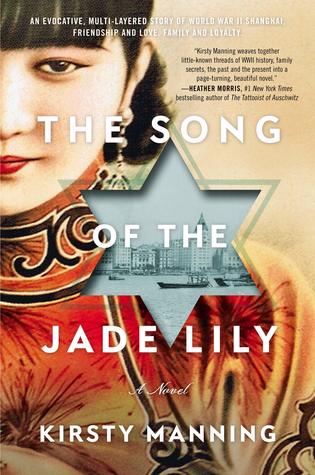 AN EVOCATIVE, MULTI-LAYERED STORY OF WORLD WAR II SHANGHAI,
FRIENDSHIP AND LOVE, FAMILY AND LOYALTY.
"Kirsty Manning weaves together
little-known threads of WWII history, family
secrets, the past and the present into a
page-turning, beautiful novel."
—HEATHER MORRIS, #1 New York Times
bestselling author of The Tattooist of Auschwitz
THE SONG
OF THE
JADE LILY
A Novel
KIRSTY MANNING